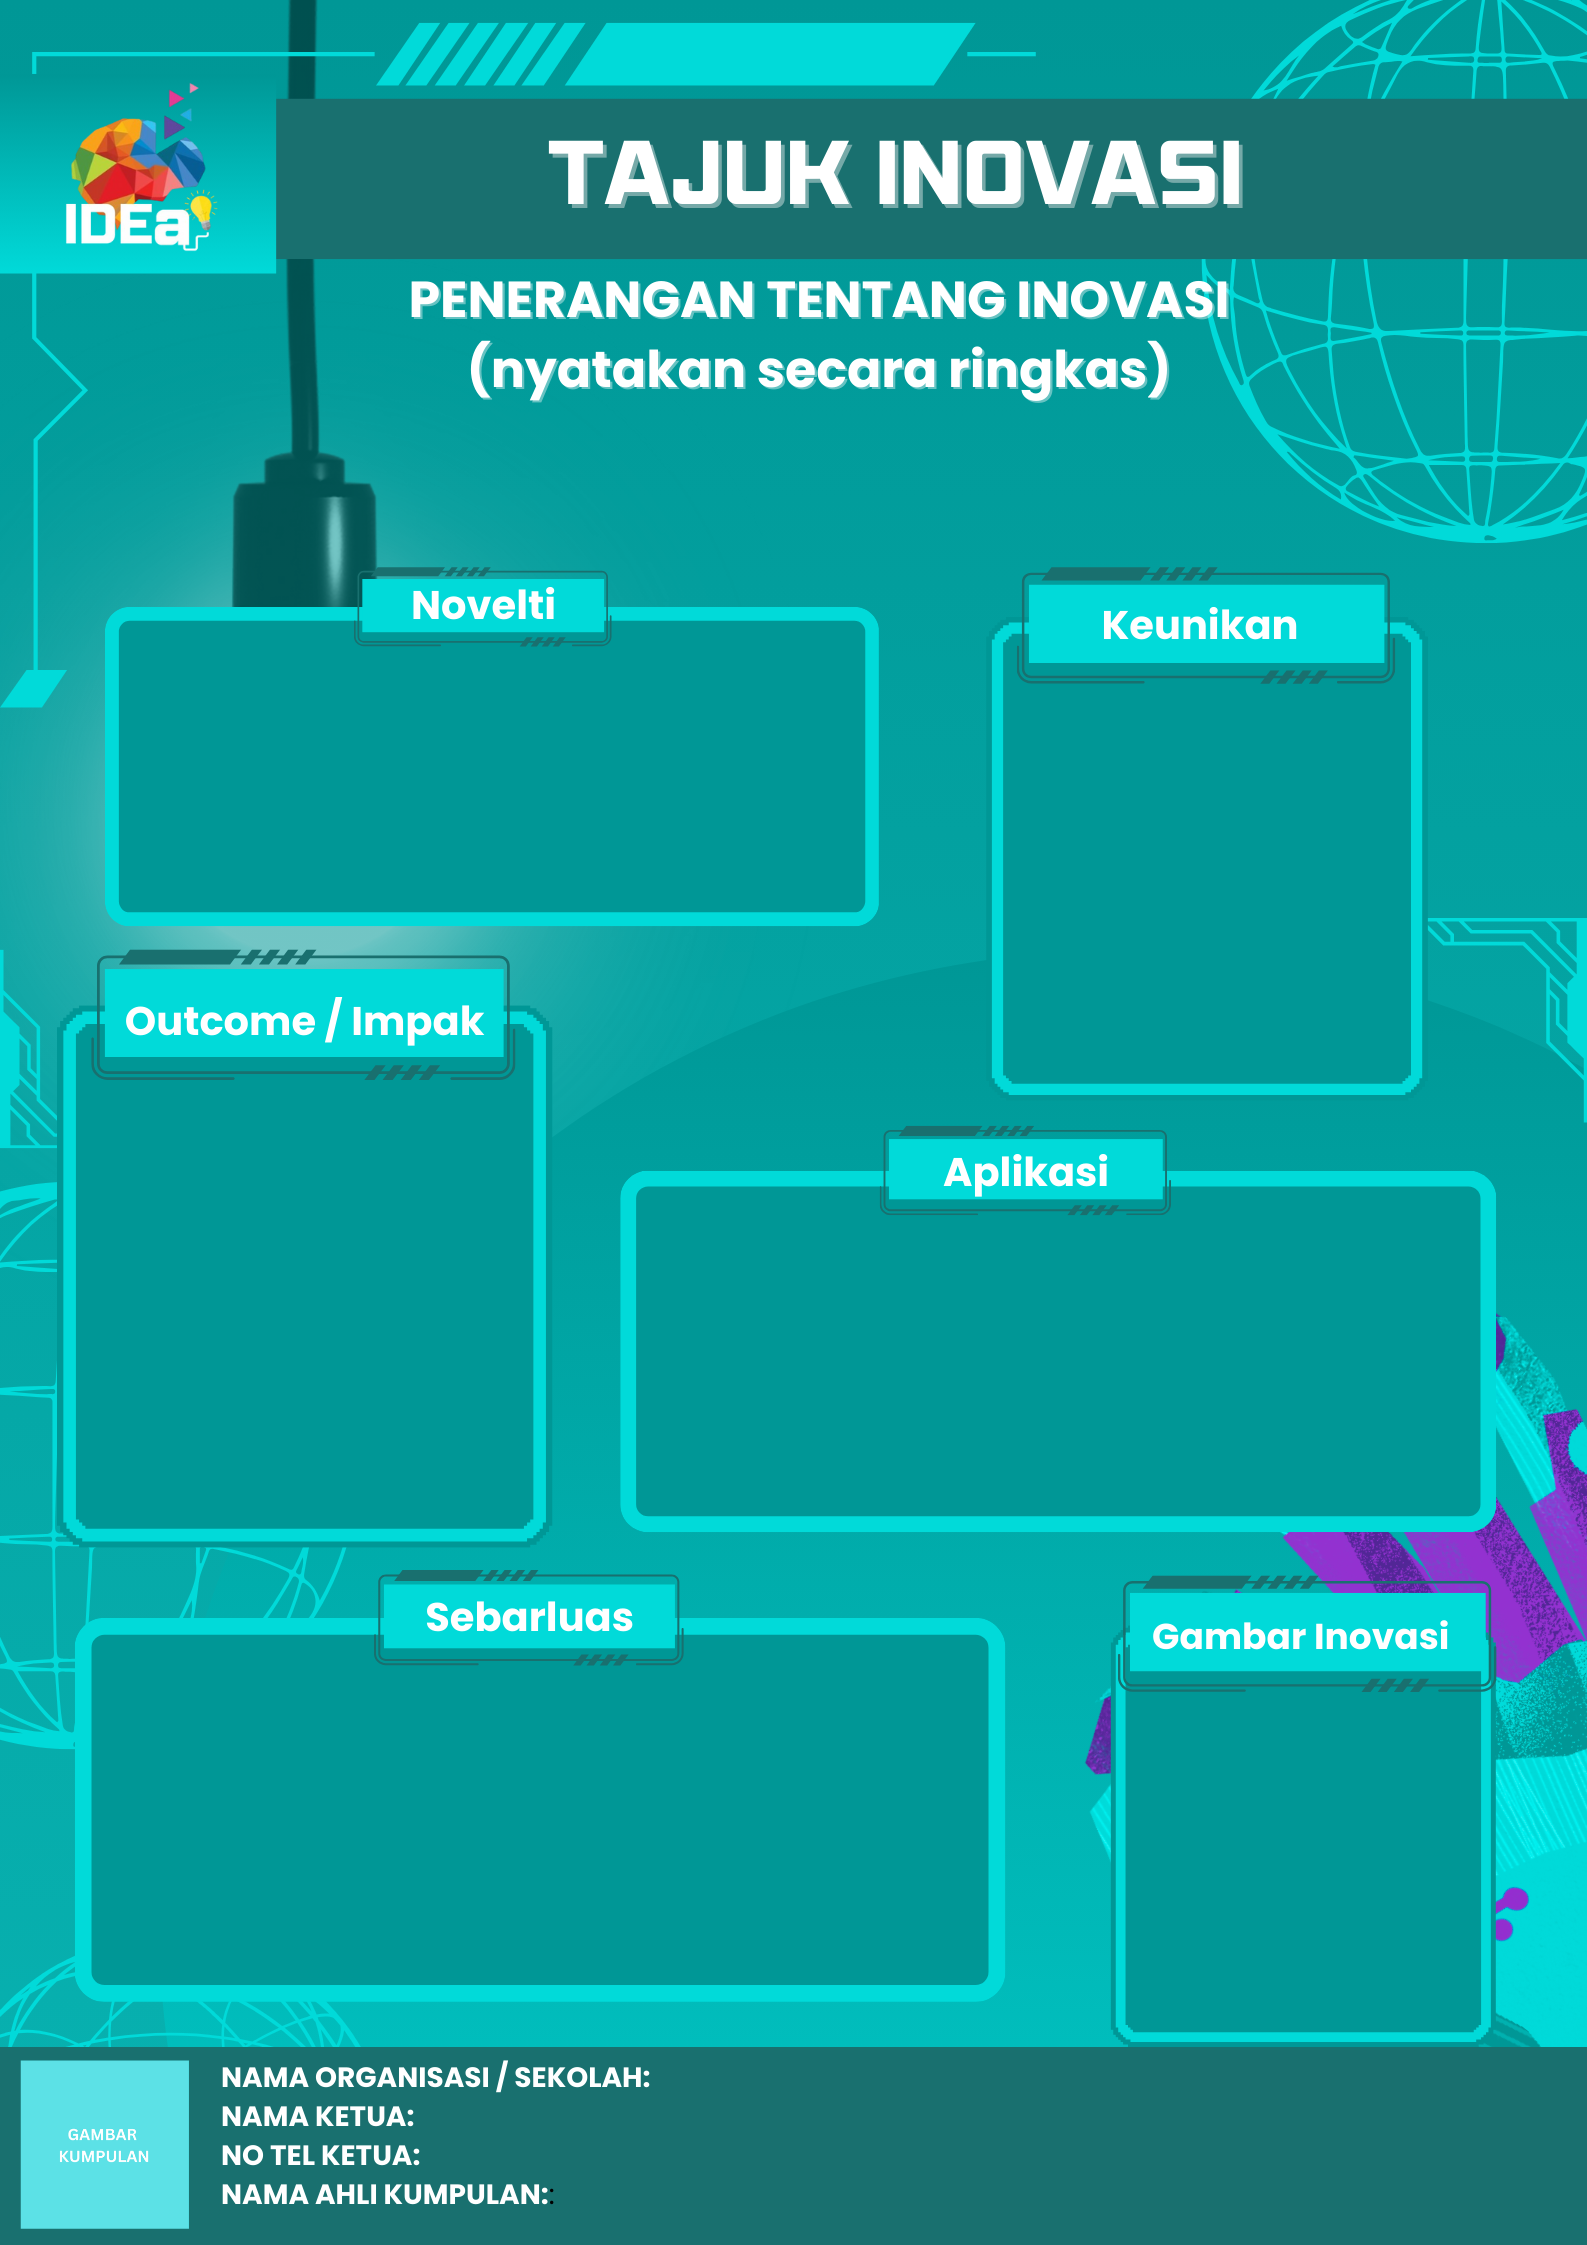 IDEa
TAJUK INOVASI
PENERANGAN TENTANG INOVASI
(nyatakan secara ringkas)
Novelti
Keunikan
Outcome / Impak
Aplikasi
Sebarluas
Gambar Inovasi
GAMBAR
KUMPULAN
NAMA ORGANISASI / SEKOLAH:
NAMA KETUA:
NO TEL KETUA:
NAMA AHLI KUMPULAN::